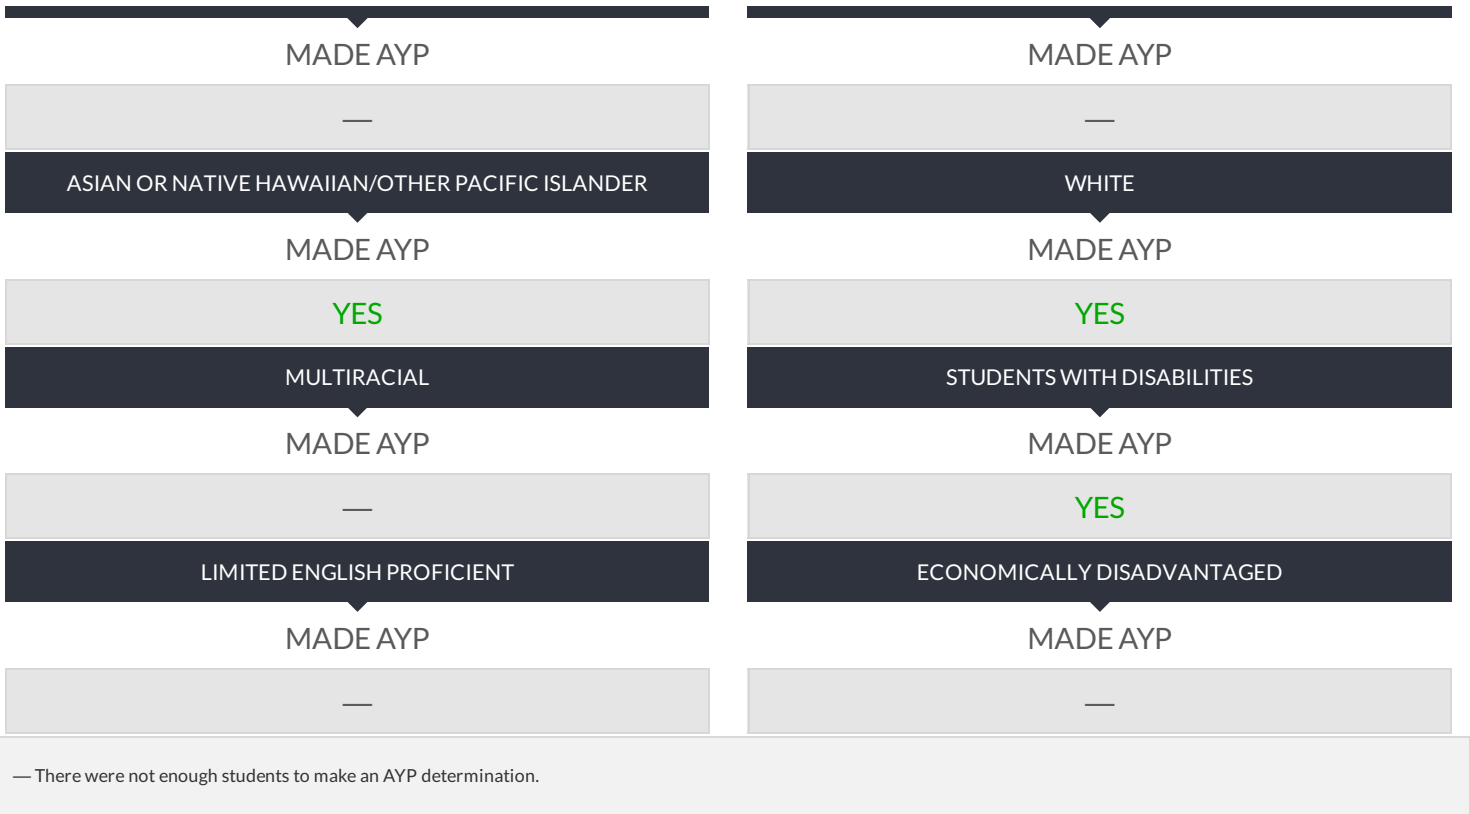 MADE AYP
MADE AYP
—
—
ASIAN OR NATIVE HAWAIIAN/OTHER PACIFIC ISLANDER
WHITE
MADE AYP
MADE AYP
YES
YES
MULTIRACIAL
STUDENTS WITH DISABILITIES
MADE AYP
MADE AYP
—
YES
LIMITED ENGLISH PROFICIENT
ECONOMICALLY DISADVANTAGED
MADE AYP
MADE AYP
—
—
— There were not enough students to make an AYP determination.